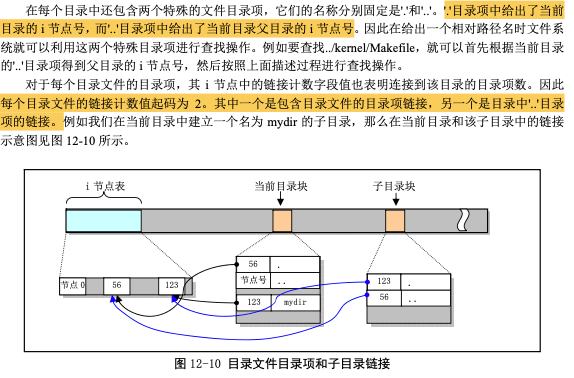 在每个目录中还包含两个特殊的文件目录项，它们的名称分别固定是'.'和'..'。'.'目录项中给出了当前
目录的 i 节点号，而'..'目录项中给出了当前目录父目录的 i 节点号。因此在给出一个相对路径名时文件系
统就可以利用这两个特殊目录项进行查找操作。例如要查找../kernel/Makefile，就可以首先根据当前目录
的'..'目录项得到父目录的 i 节点号，然后按照上面描述过程进行查找操作。
对于每个目录文件的目录项，其 i 节点中的链接计数字段值也表明连接到该目录的目录项数。因此
每个目录文件的链接计数值起码为 2。其中一个是包含目录文件的目录项链接，另一个是目录中'.'目录
项的链接。例如我们在当前目录中建立一个名为 mydir 的子目录，那么在当前目录和该子目录中的链接
示意图见图 12-10 所示。
i 节点表
当前目录块
子目录块
节点 0
56
123
56 .
节点号 ..
123 mydir
123 .
56 ..
图 12-10 目录文件目录项和子目录链接